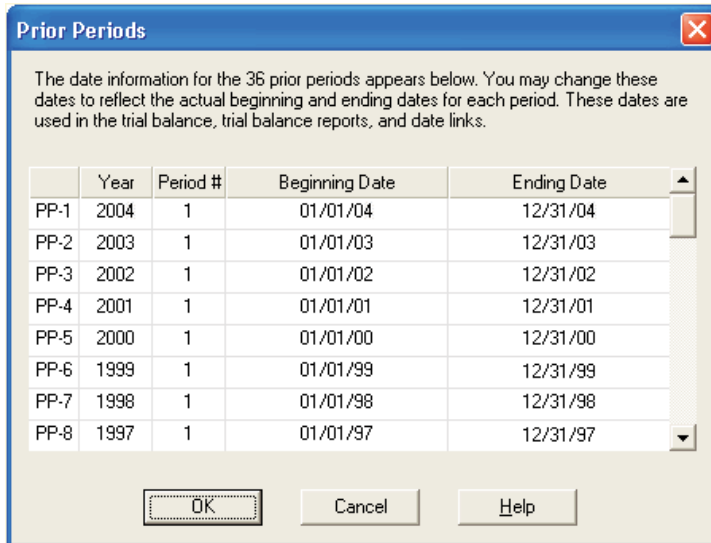 Prior Periods
The date information for the 36 prior periods appears below. You may change these
dates to reflect the actual beginning and ending dates for each period. These dates are
used in the trial balance, trial balance reports, and date links.
Year Period # Beginning Date Ending Date
PP-1 2004 1 01/01/04 12/31/04
PP-2 2003 1 01/01/03 12/31/03
PP-3 2002 1 01/01/02 12/31/02
PP-4 2001 1 01/01/01 12/31/01
PP-5 2000 1 01/01/00 12/31/00
PP-6 1999 1 01/01/99 12/31/99
PP-7 1998 1 01/01/98 12/31/98
PP-8 1997 1 01/01/97 12/31/97
OK Cancel Help